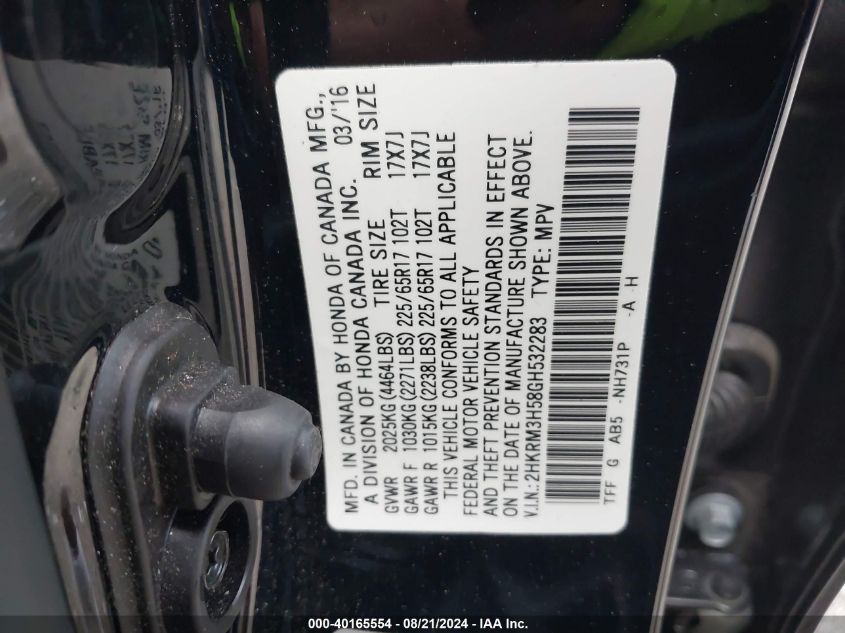 MFD. IN CANADA BY HONDA OF CANADA MFG.,
A DIVISION OF HONDA CANADA INC. 03/'16
GVWR 2025KG(4464LBS) TIRE SIZE RIM SIZE
GAWR F 1030KG(2271LBS) 225/65R17 102T 17X7J
GAWR R 1015KG(2238LBS) 225/65R17 102T 17X7J
THIS VEHICLE CONFORMS TO ALL APPLICABLE
FEDERAL MOTOR VEHICLE SAFETY
AND THEFT PREVENTION STANDARDS IN EFFECT
ON THE DATE OF MANUFACTURE SHOWN ABOVE.
V.I.N.: 2HKRM3H58GH532283 TYPE: MPV
TFF G AB5 -NH731P -A -H
000-40165554 - 08/21/2024 - IAA Inc.